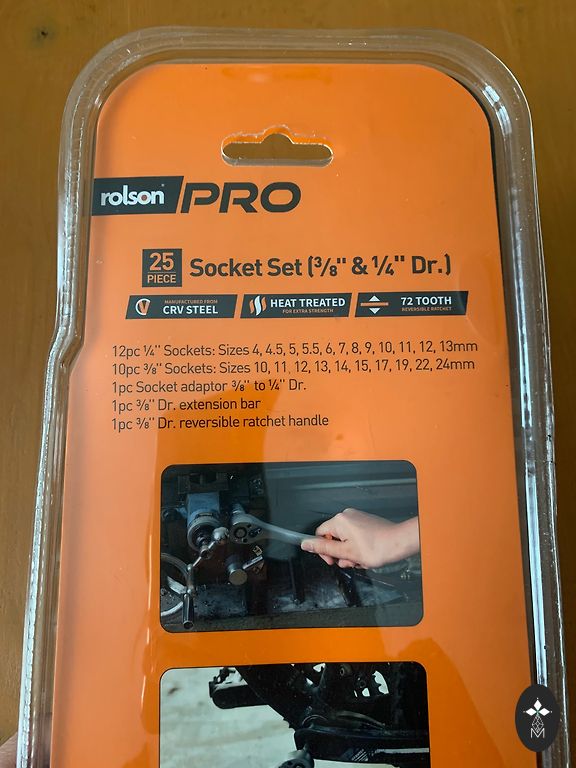 rolson® PRO
25 PIECE Socket Set (3/8" & 1/4" Dr.)
MANUFACTURED FROM CRV STEEL
HEAT TREATED FOR EXTRA STRENGTH
72 TOOTH REVERSIBLE RATCHET
12pc 1/4" Sockets: Sizes 4, 4.5, 5, 5.5, 6, 7, 8, 9, 10, 11, 12, 13mm
10pc 3/8" Sockets: Sizes 10, 11, 12, 13, 14, 15, 17, 19, 22, 24mm
1pc Socket adaptor 3/8" to 1/4" Dr.
1pc 3/8" Dr. extension bar
1pc 3/8" Dr. reversible ratchet handle
M